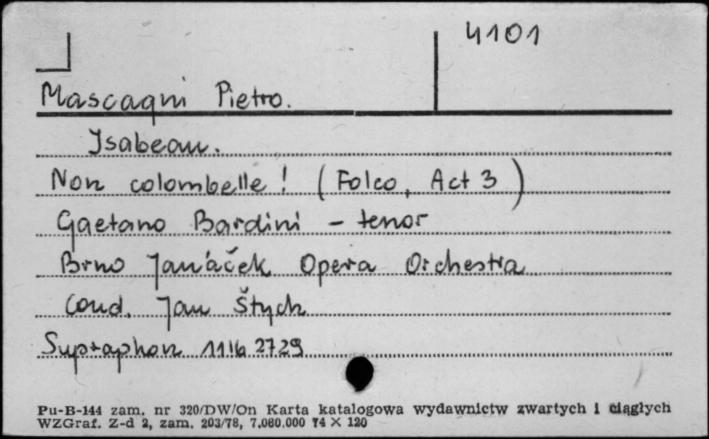 4101
Mascagni Pietro.
Isabeau.
Non colombelle! (Folco, Act 3)
Gaetano Bardini - tenor
Brno Janáček Opera Orchestra
Cond. Jan Štych
Supraphon 1116 2729
Pu-B-144 zam. nr 320/DW/On Karta katalogowa wydawnictw zwartych i ciągłych
WZGraf. Z-d 2, zam. 203/78, 7.060.000 74 × 120